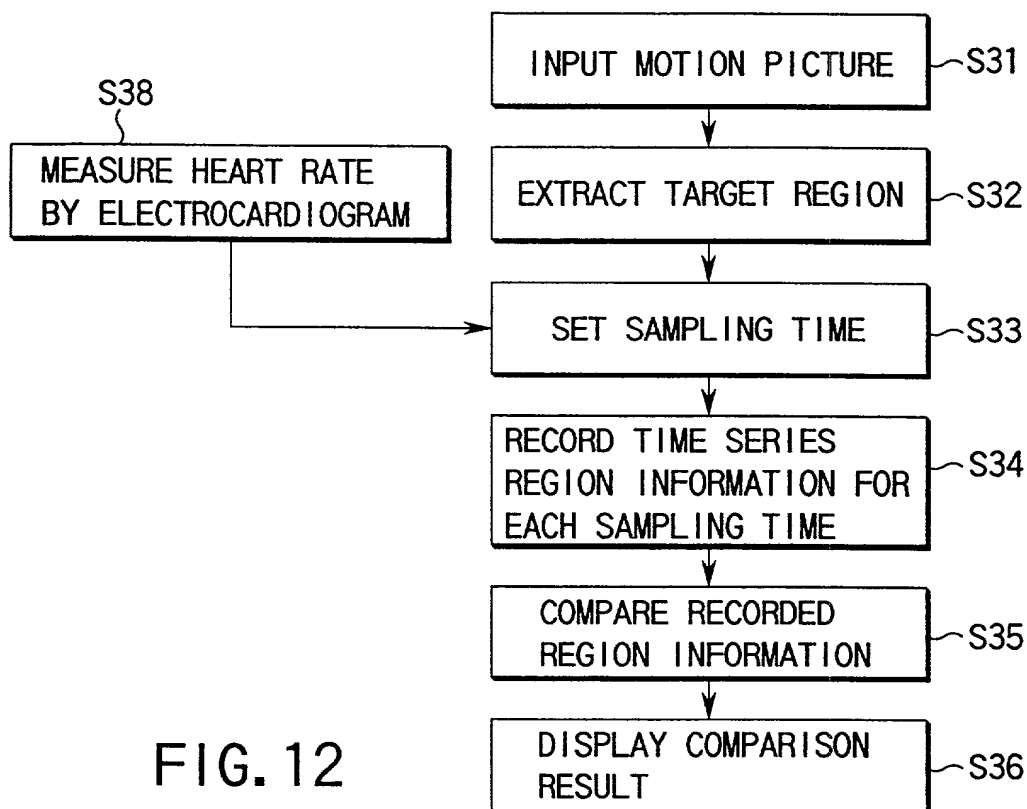 INPUT MOTION PICTURE
S31
S38
MEASURE HEART RATE
BY ELECTROCARDIOGRAM
EXTRACT TARGET REGION
S32
SET SAMPLING TIME
S33
RECORD TIME SERIES
REGION INFORMATION FOR
EACH SAMPLING TIME
S34
COMPARE RECORDED
REGION INFORMATION
S35
DISPLAY COMPARISON
RESULT
S36
FIG. 12